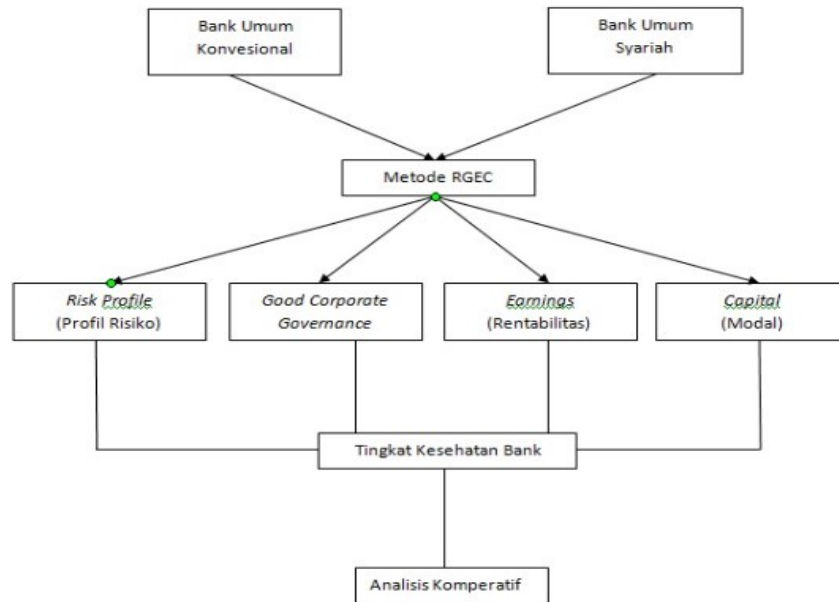 Bank Umum
Konvesional
Bank Umum
Syariah
Metode RGEC
Risk Profile
(Profil Risiko)
Good Corporate
Governance
Earnings
(Rentabilitas)
Capital
(Modal)
Tingkat Kesehatan Bank
Analisis Komperatif